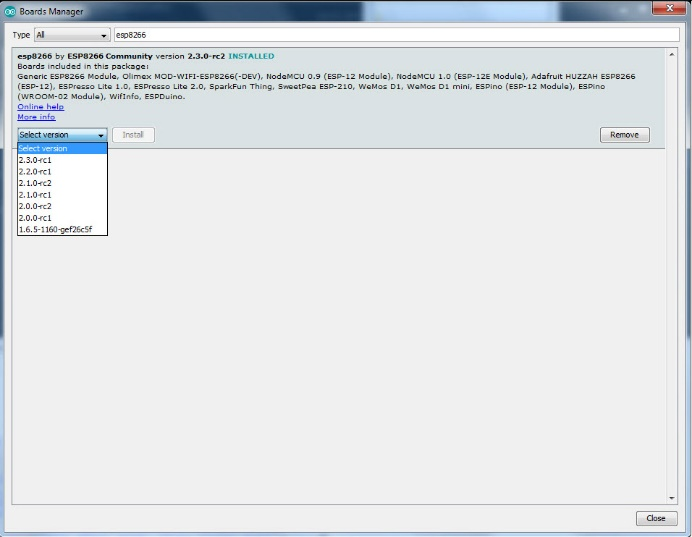 Boards Manager
Type All esp8266
esp8266 by ESP8266 Community version 2.3.0-rc2 INSTALLED
Boards included in this package:
Generic ESP8266 Module, Olimex MOD-WIFI-ESP8266(-DEV), NodeMCU 0.9 (ESP-12 Module), NodeMCU 1.0 (ESP-12E Module), Adafruit HUZZAH ESP8266
(ESP-12), ESPresso Lite 1.0, ESPresso Lite 2.0, SparkFun Thing, SweetPea ESP-210, WeMos D1, WeMos D1 mini, ESPino (ESP-12 Module), ESPino
(WROOM-02 Module), WifInfo, ESPDuino.
Online help
More info
Select version Install Remove
Select version
2.3.0-rc1
2.2.0-rc1
2.1.0-rc2
2.1.0-rc1
2.0.0-rc2
2.0.0-rc1
1.6.5-1160-gef26c5f
Close